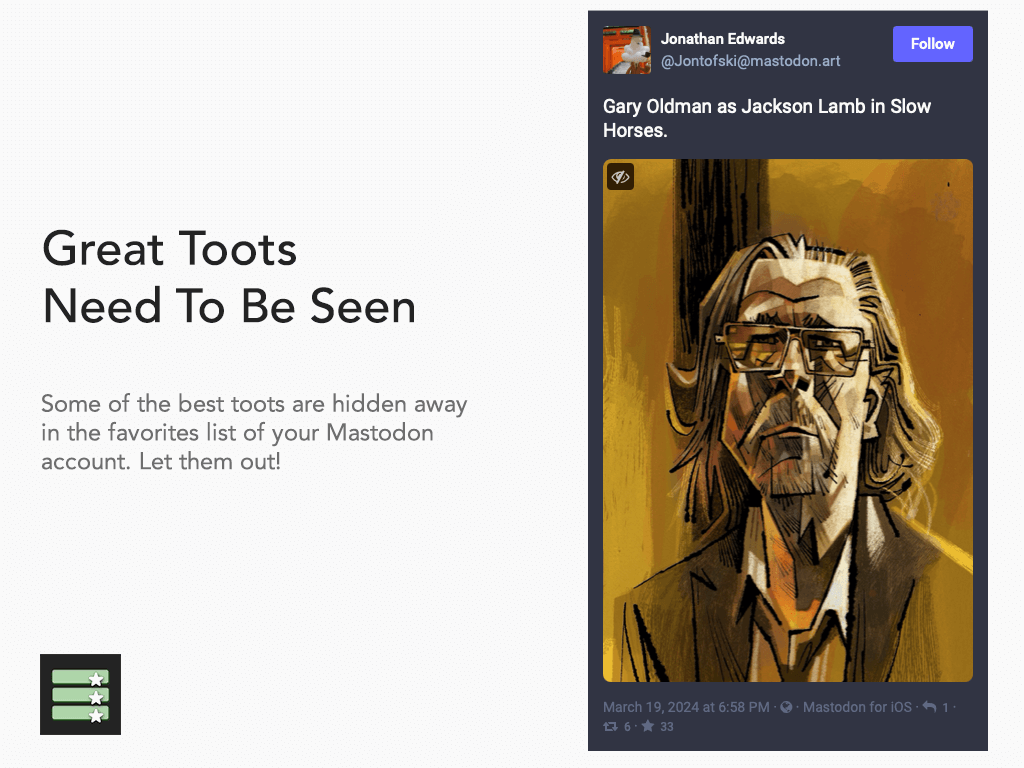 Great Toots
Need To Be Seen
Some of the best toots are hidden away
in the favorites list of your Mastodon
account. Let them out!
Jonathan Edwards
@Jontofski@mastodon.art
Follow
Gary Oldman as Jackson Lamb in Slow
Horses.
March 19, 2024 at 6:58 PM · · Mastodon for iOS · 1 ·
6 · 33